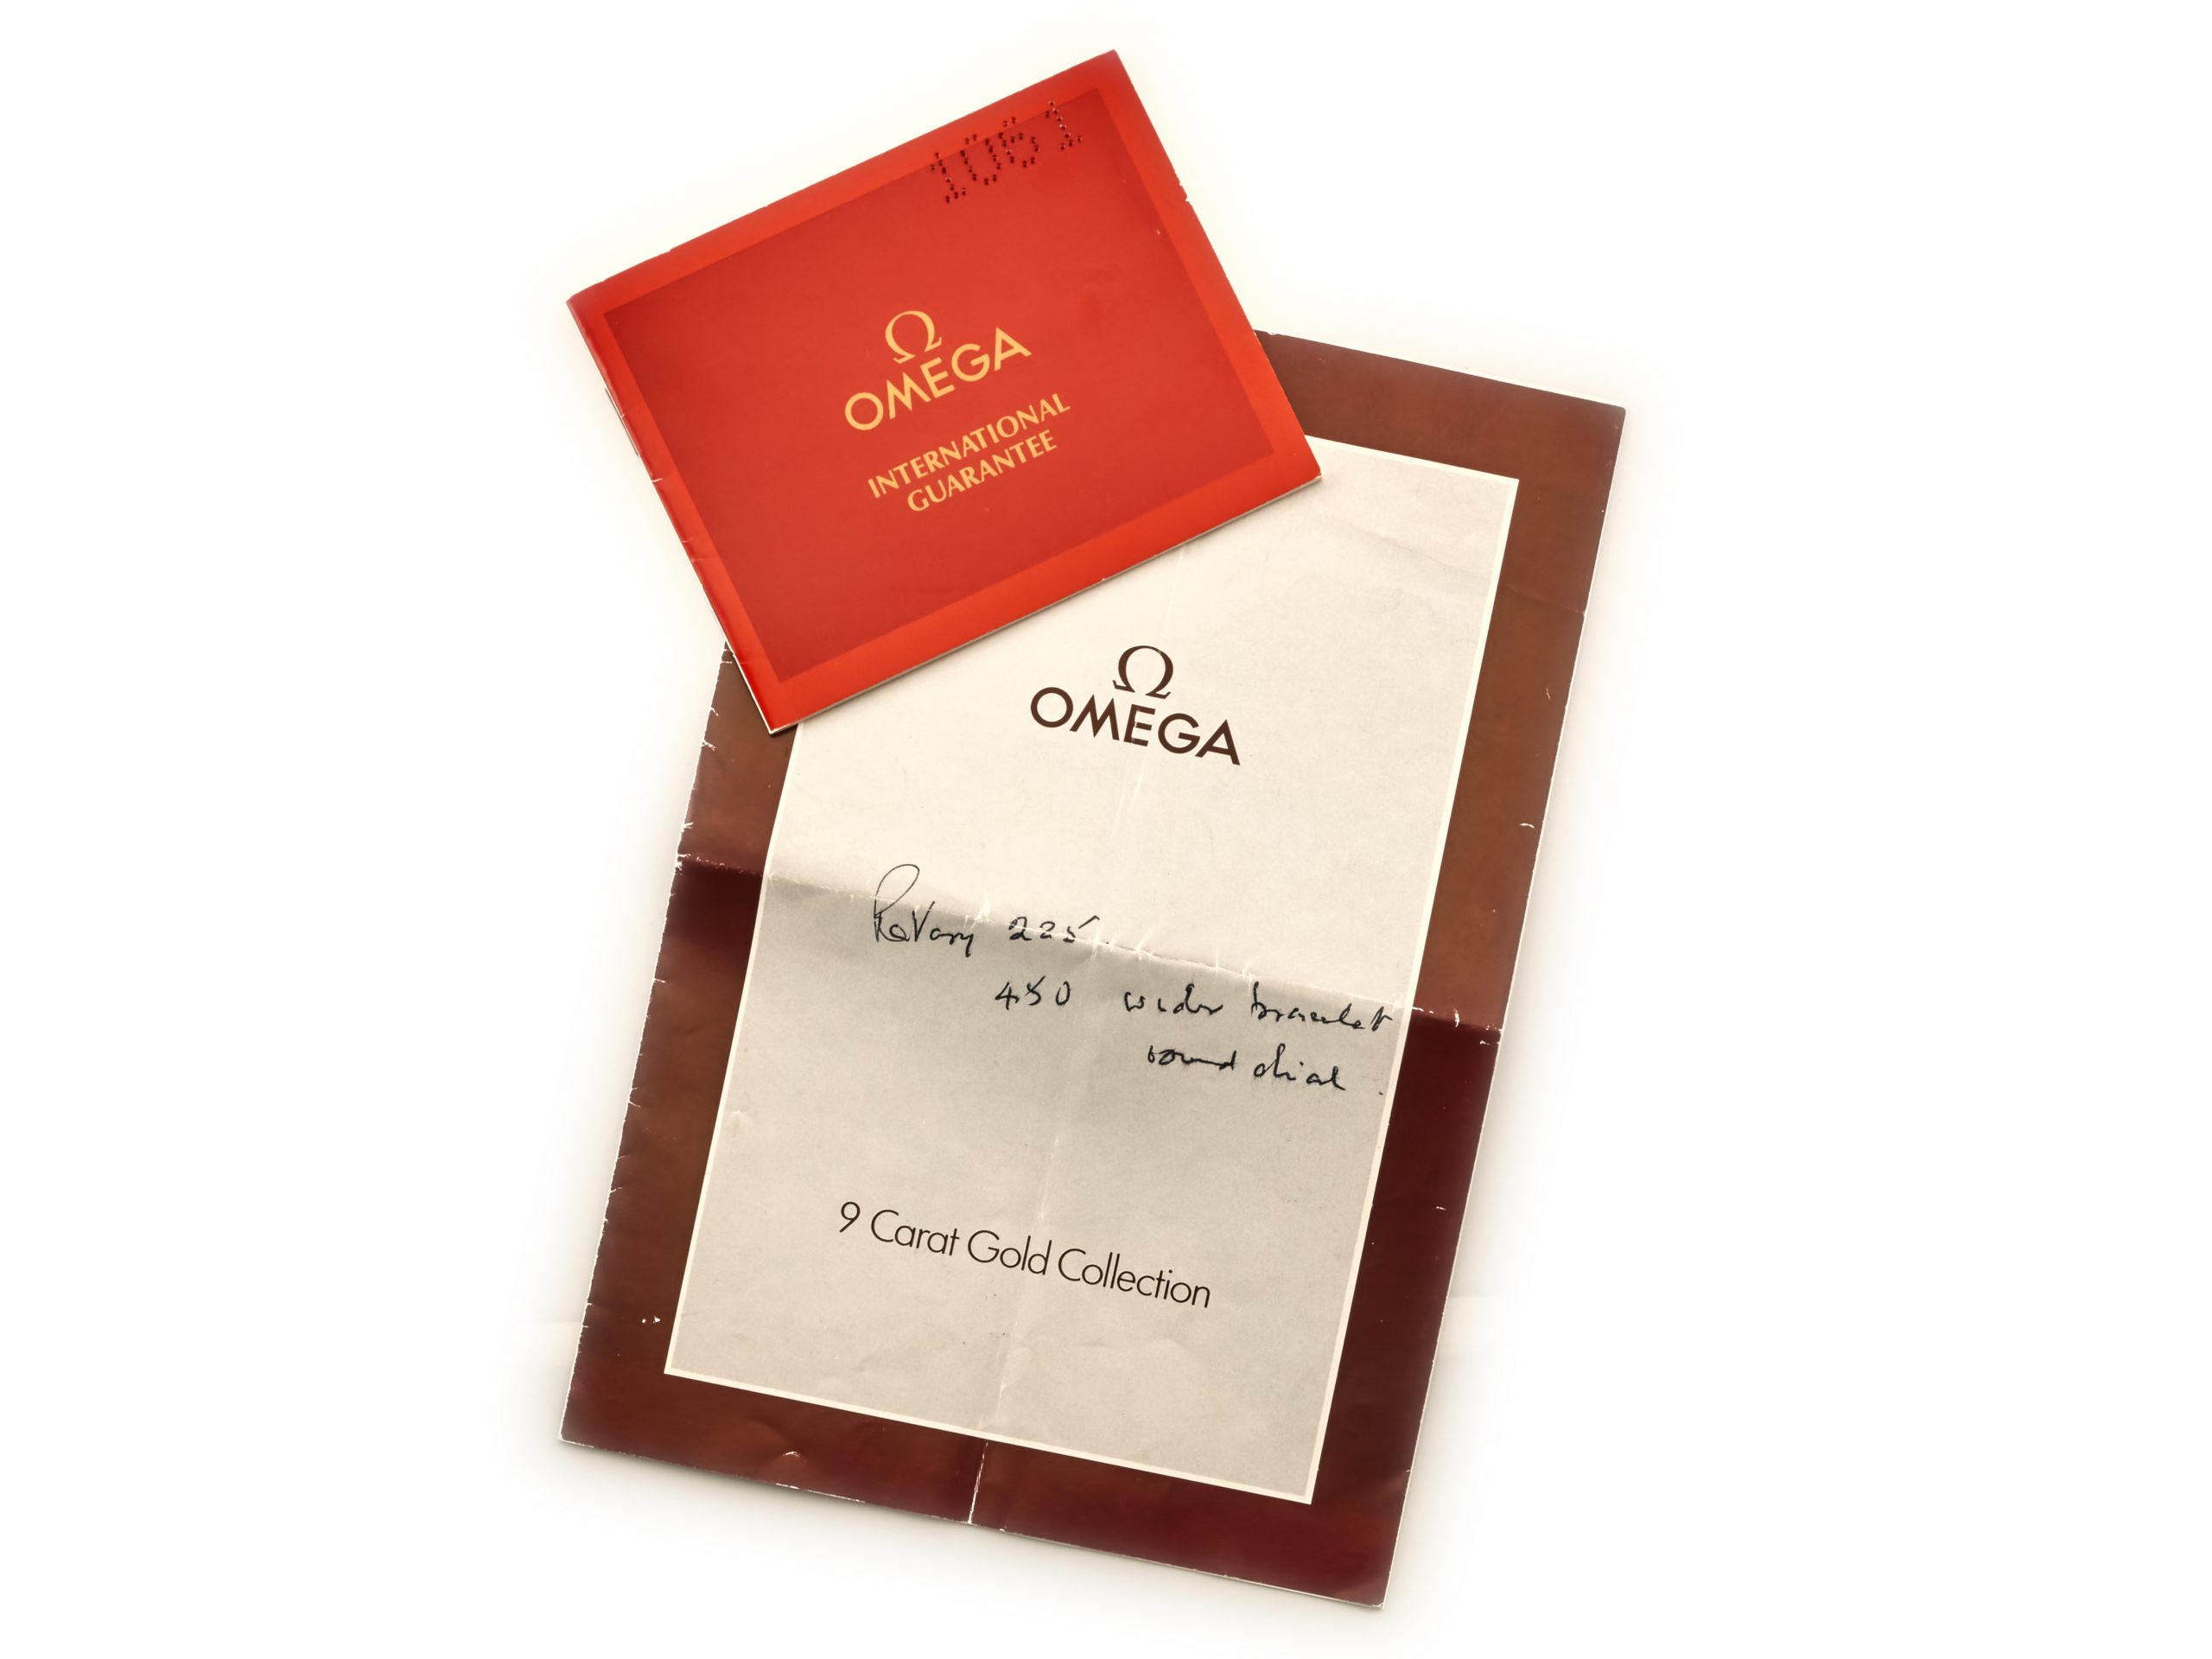 1061
Ω
OMEGA
INTERNATIONAL
GUARANTEE
Ω
OMEGA
Rotary 225.
450 wider bracelet
round dial.
9 Carat Gold Collection